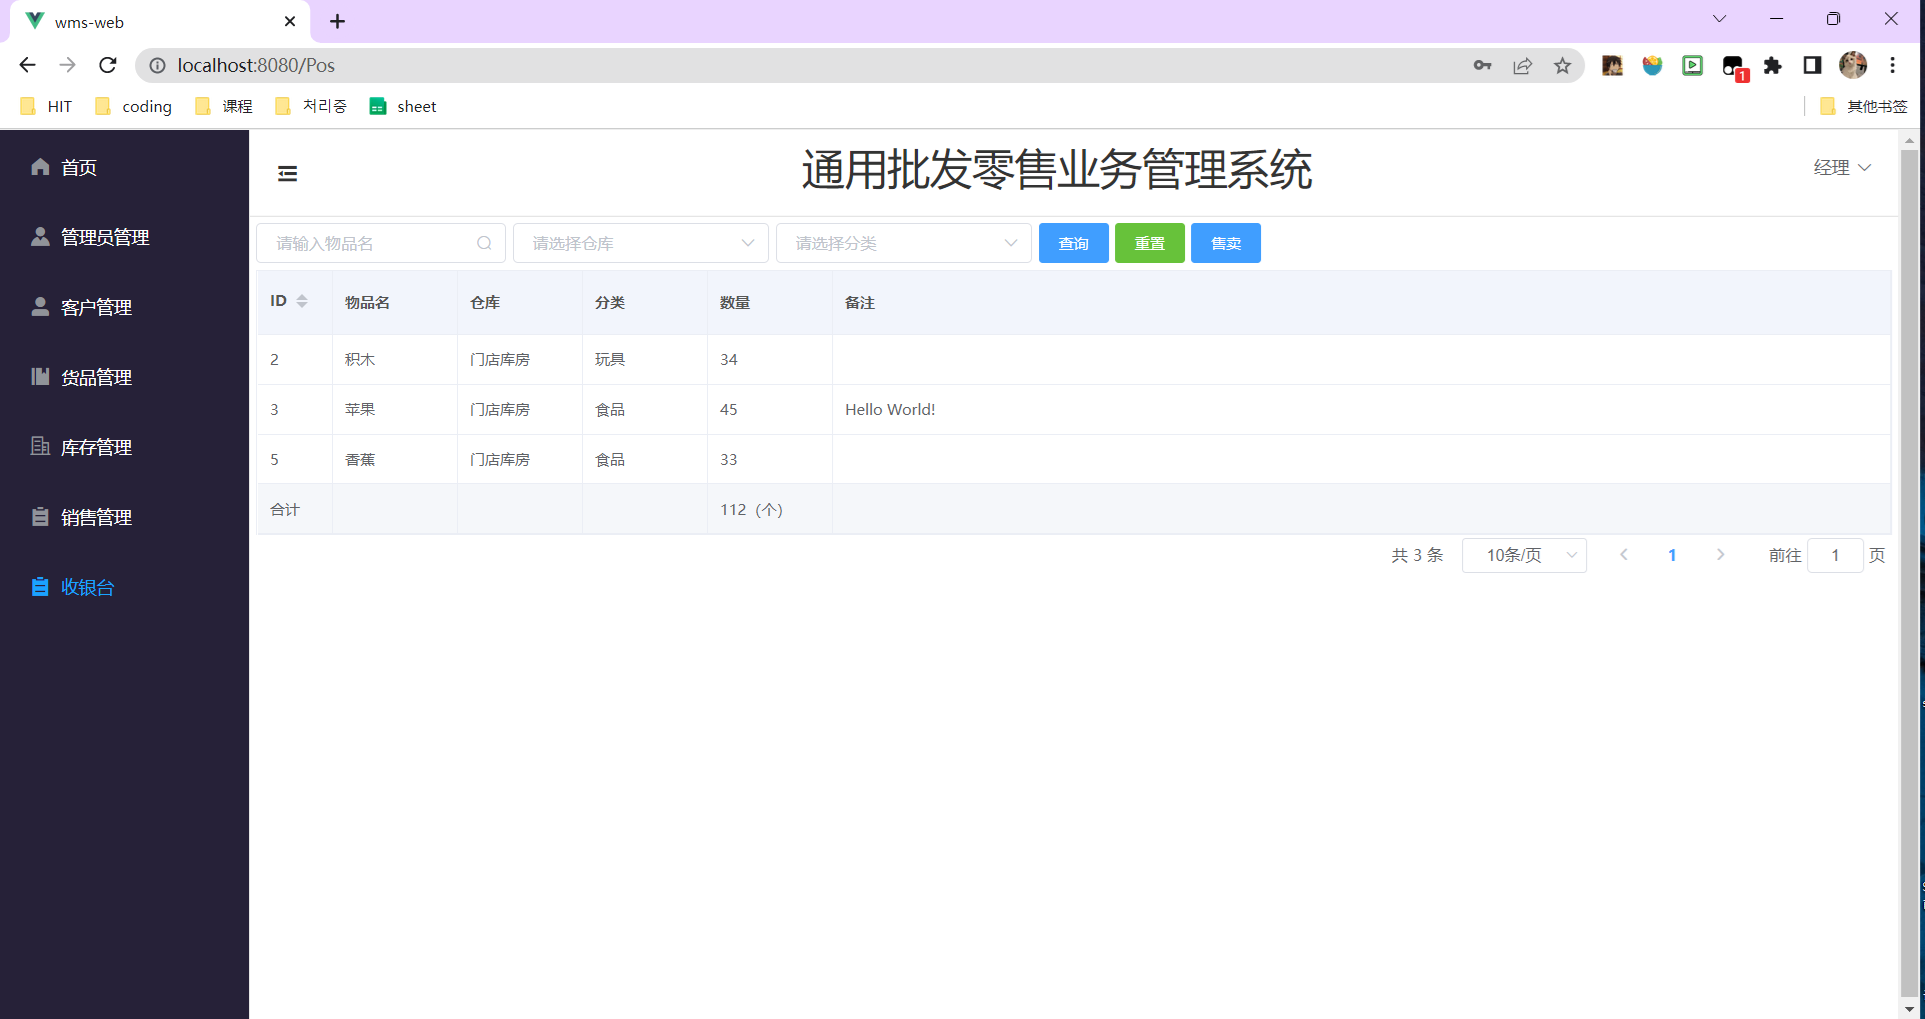 wms-web
localhost:8080/Pos
1
HIT coding 课程 처리중 sheet 其他书签
首页
管理员管理
客户管理
货品管理
库存管理
销售管理
收银台
通用批发零售业务管理系统
经理
请输入物品名 请选择仓库 请选择分类 查询 重置 售卖
ID 物品名 仓库 分类 数量 备注
2 积木 门店库房 玩具 34
3 苹果 门店库房 食品 45 Hello World!
5 香蕉 门店库房 食品 33
合计 112（个）
共 3 条 10条/页 1 前往 1 页